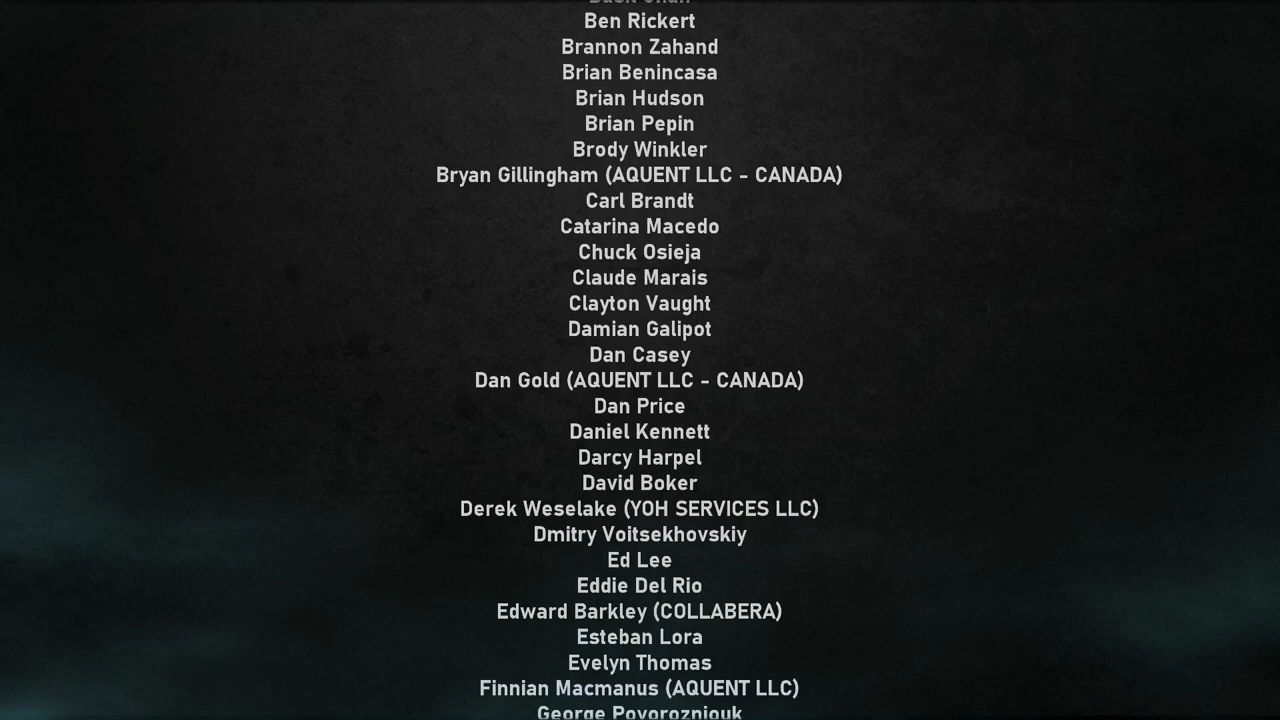 Ben Rickert
Brannon Zahand
Brian Benincasa
Brian Hudson
Brian Pepin
Brody Winkler
Bryan Gillingham (AQUENT LLC - CANADA)
Carl Brandt
Catarina Macedo
Chuck Osieja
Claude Marais
Clayton Vaught
Damian Galipot
Dan Casey
Dan Gold (AQUENT LLC - CANADA)
Dan Price
Daniel Kennett
Darcy Harpel
David Boker
Derek Weselake (YOH SERVICES LLC)
Dmitry Voitsekhovskiy
Ed Lee
Eddie Del Rio
Edward Barkley (COLLABERA)
Esteban Lora
Evelyn Thomas
Finnian Macmanus (AQUENT LLC)
George Povorozniouk